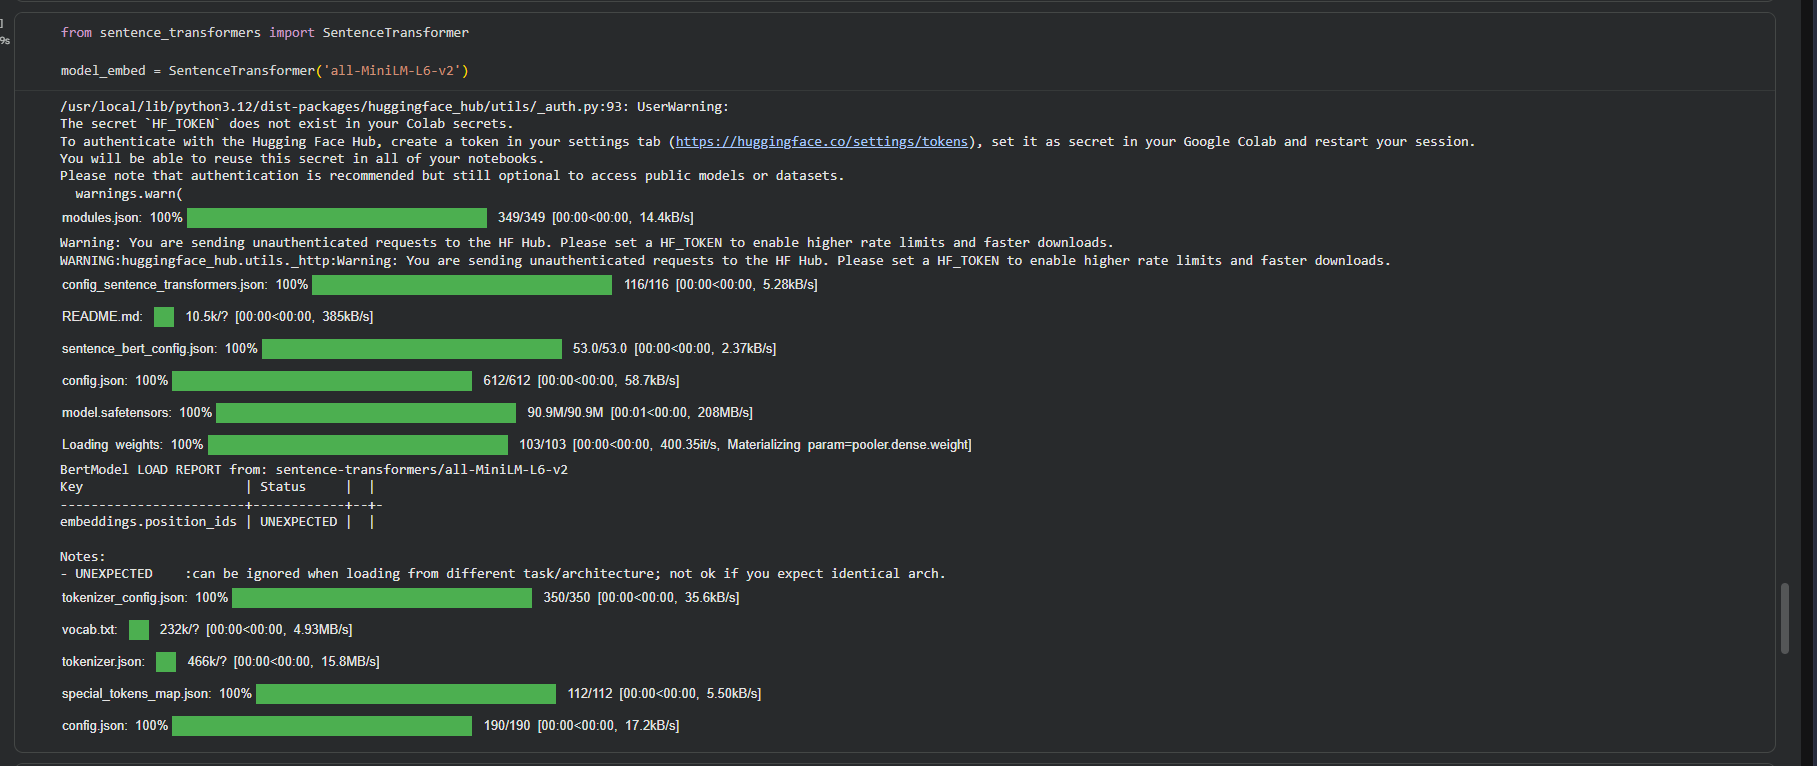 ]
9s
from sentence_transformers import SentenceTransformer
model_embed = SentenceTransformer('all-MiniLM-L6-v2')
/usr/local/lib/python3.12/dist-packages/huggingface_hub/utils/_auth.py:93: UserWarning:
The secret `HF_TOKEN` does not exist in your Colab secrets.
To authenticate with the Hugging Face Hub, create a token in your settings tab (https://huggingface.co/settings/tokens), set it as secret in your Google Colab and restart your session.
You will be able to reuse this secret in all of your notebooks.
Please note that authentication is recommended but still optional to access public models or datasets.
  warnings.warn(
modules.json: 100% 349/349 [00:00<00:00, 14.4kB/s]
Warning: You are sending unauthenticated requests to the HF Hub. Please set a HF_TOKEN to enable higher rate limits and faster downloads.
WARNING:huggingface_hub.utils._http:Warning: You are sending unauthenticated requests to the HF Hub. Please set a HF_TOKEN to enable higher rate limits and faster downloads.
config_sentence_transformers.json: 100% 116/116 [00:00<00:00, 5.28kB/s]
README.md: 10.5k/? [00:00<00:00, 385kB/s]
sentence_bert_config.json: 100% 53.0/53.0 [00:00<00:00, 2.37kB/s]
config.json: 100% 612/612 [00:00<00:00, 58.7kB/s]
model.safetensors: 100% 90.9M/90.9M [00:01<00:00, 208MB/s]
Loading weights: 100% 103/103 [00:00<00:00, 400.35it/s, Materializing param=pooler.dense.weight]
BertModel LOAD REPORT from: sentence-transformers/all-MiniLM-L6-v2
Key                     | Status     |  |
------------------------+------------+--+-
embeddings.position_ids | UNEXPECTED |  |
Notes:
- UNEXPECTED    :can be ignored when loading from different task/architecture; not ok if you expect identical arch.
tokenizer_config.json: 100% 350/350 [00:00<00:00, 35.6kB/s]
vocab.txt: 232k/? [00:00<00:00, 4.93MB/s]
tokenizer.json: 466k/? [00:00<00:00, 15.8MB/s]
special_tokens_map.json: 100% 112/112 [00:00<00:00, 5.50kB/s]
config.json: 100% 190/190 [00:00<00:00, 17.2kB/s]